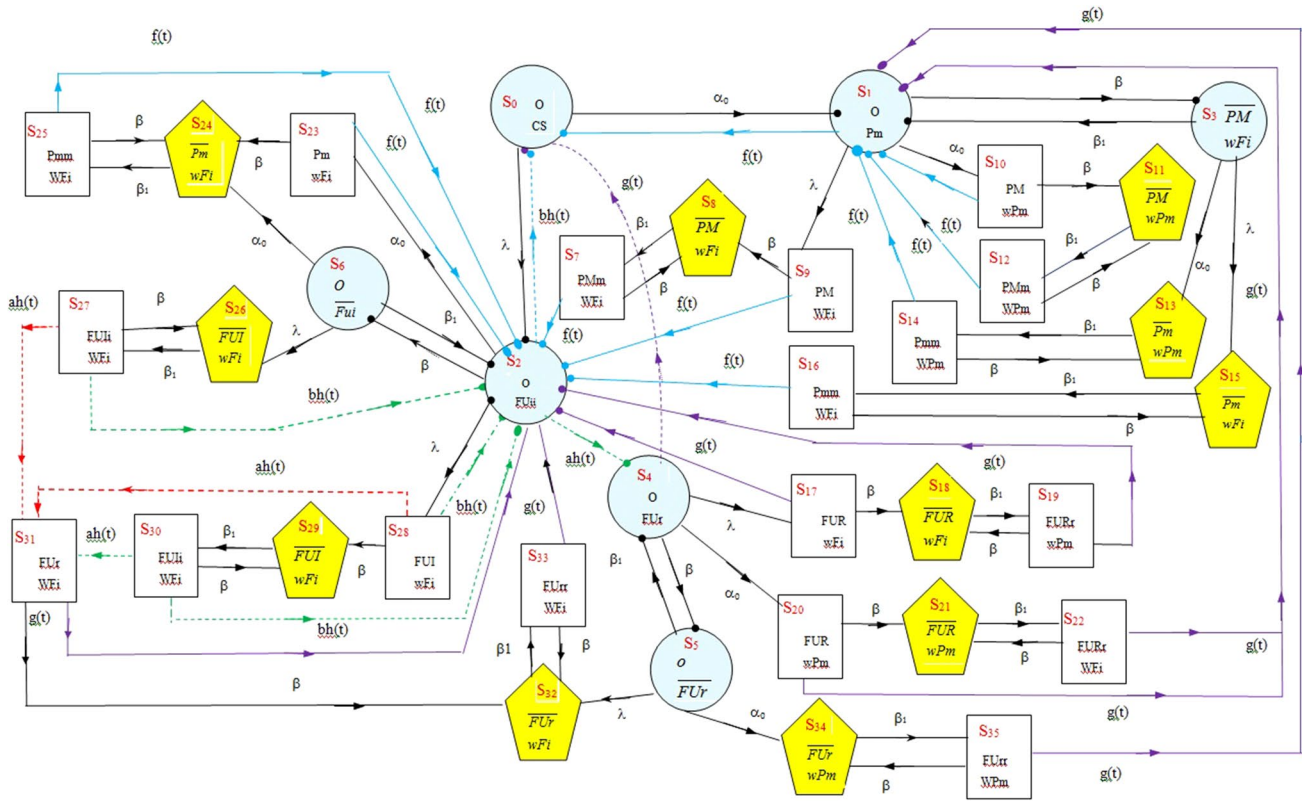 f(t)
g(t)
S25
Pmm
WFi
β
β1
S24
Pm
wFi
β
S23
Pm
wFi
f(t)
f(t)
S0
O
CS
α0
f(t)
S1
O
Pm
β
β
S3
PM
wFi
α0
S10
PM
wPm
β
S11
PM
wPm
g(t)
α0
α0
λ
bh(t)
β1
S8
PM
wFi
λ
f(t)
f(t)
f(t)
β1
S12
PMm
WPm
β
α0
λ
S6
O
Fui
β1
β
λ
S7
PMm
WFi
β
β
S9
PM
WFi
f(t)
f(t)
ah(t)
S27
FUIi
WFi
β
β1
S26
FUI
wFi
S2
O
FUii
f(t)
S14
Pmm
WPm
β1
β
S13
Pm
wPm
g(t)
f(t)
S16
Pmm
WFi
β1
β
S15
Pm
wFi
bh(t)
λ
ah(t)
g(t)
g(t)
ah(t)
bh(t)
g(t)
S4
O
FUr
λ
S17
FUR
wFi
β
S18
FUR
wFi
β1
β
S19
FURr
wPm
S31
FUr
WFi
ah(t)
S30
FUIi
WFi
β1
β
S29
FUI
wFi
β
S28
FUI
wFi
S33
FUrr
WFi
β1
β
α0
g(t)
bh(t)
S20
FUR
wPm
β
S21
FUR
wPm
β1
β
S22
FURr
WFi
g(t)
β
β1
β
S32
FUr
wFi
λ
S5
O
FUr
α0
g(t)
S34
FUr
wPm
β1
β
S35
FUrr
WPm
g(t)